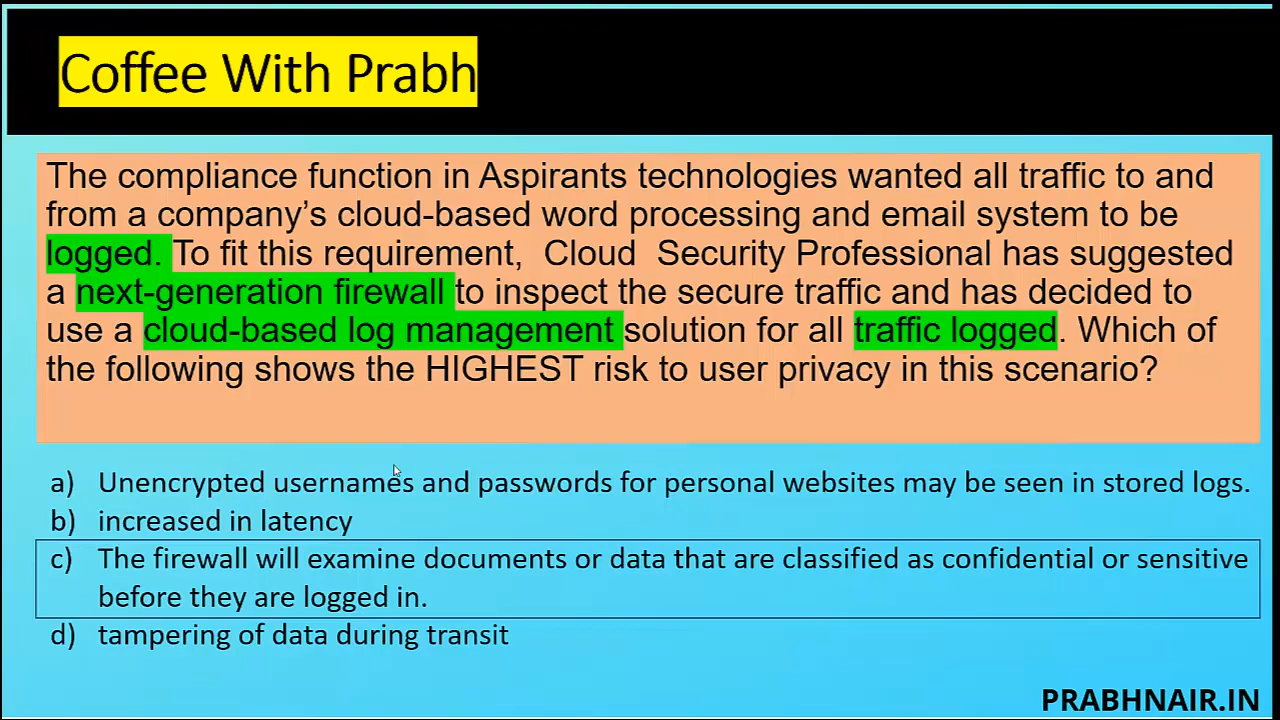 Coffee With Prabh
The compliance function in Aspirants technologies wanted all traffic to and
from a company’s cloud-based word processing and email system to be
logged. To fit this requirement, Cloud Security Professional has suggested
a next-generation firewall to inspect the secure traffic and has decided to
use a cloud-based log management solution for all traffic logged. Which of
the following shows the HIGHEST risk to user privacy in this scenario?
a) Unencrypted usernames and passwords for personal websites may be seen in stored logs.
b) increased in latency
c) The firewall will examine documents or data that are classified as confidential or sensitive
before they are logged in.
d) tampering of data during transit
PRABHNAIR.IN